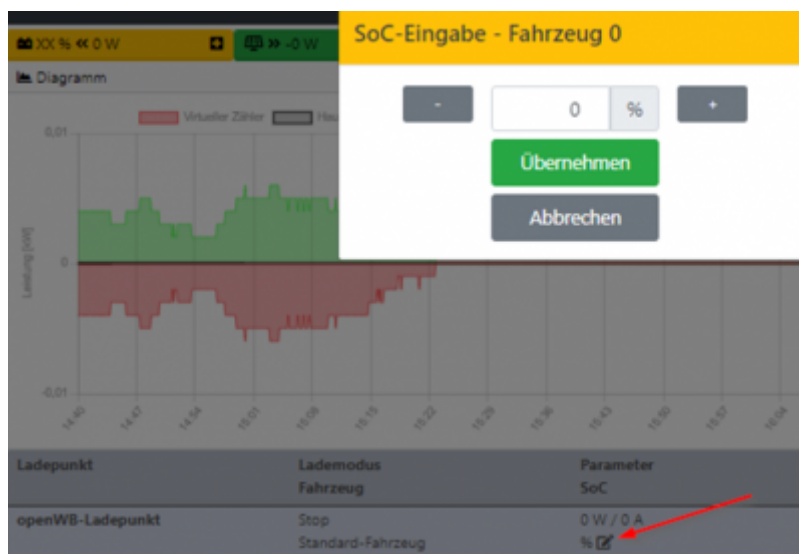 XX % « 0 W
» -0 W
SoC-Eingabe - Fahrzeug 0
Diagramm
- 0 % +
Virtueller Zähler Hau
0,01
Übernehmen
Abbrechen
Leistung [kW]
0
-0,01
14:40 14:47 14:54 15:01 15:08 15:15 15:22 15:29 15:36 15:43 15:50 15:57 16:04
Ladepunkt Lademodus Parameter
Fahrzeug SoC
openWB-Ladepunkt Stop 0 W / 0 A
Standard-Fahrzeug %